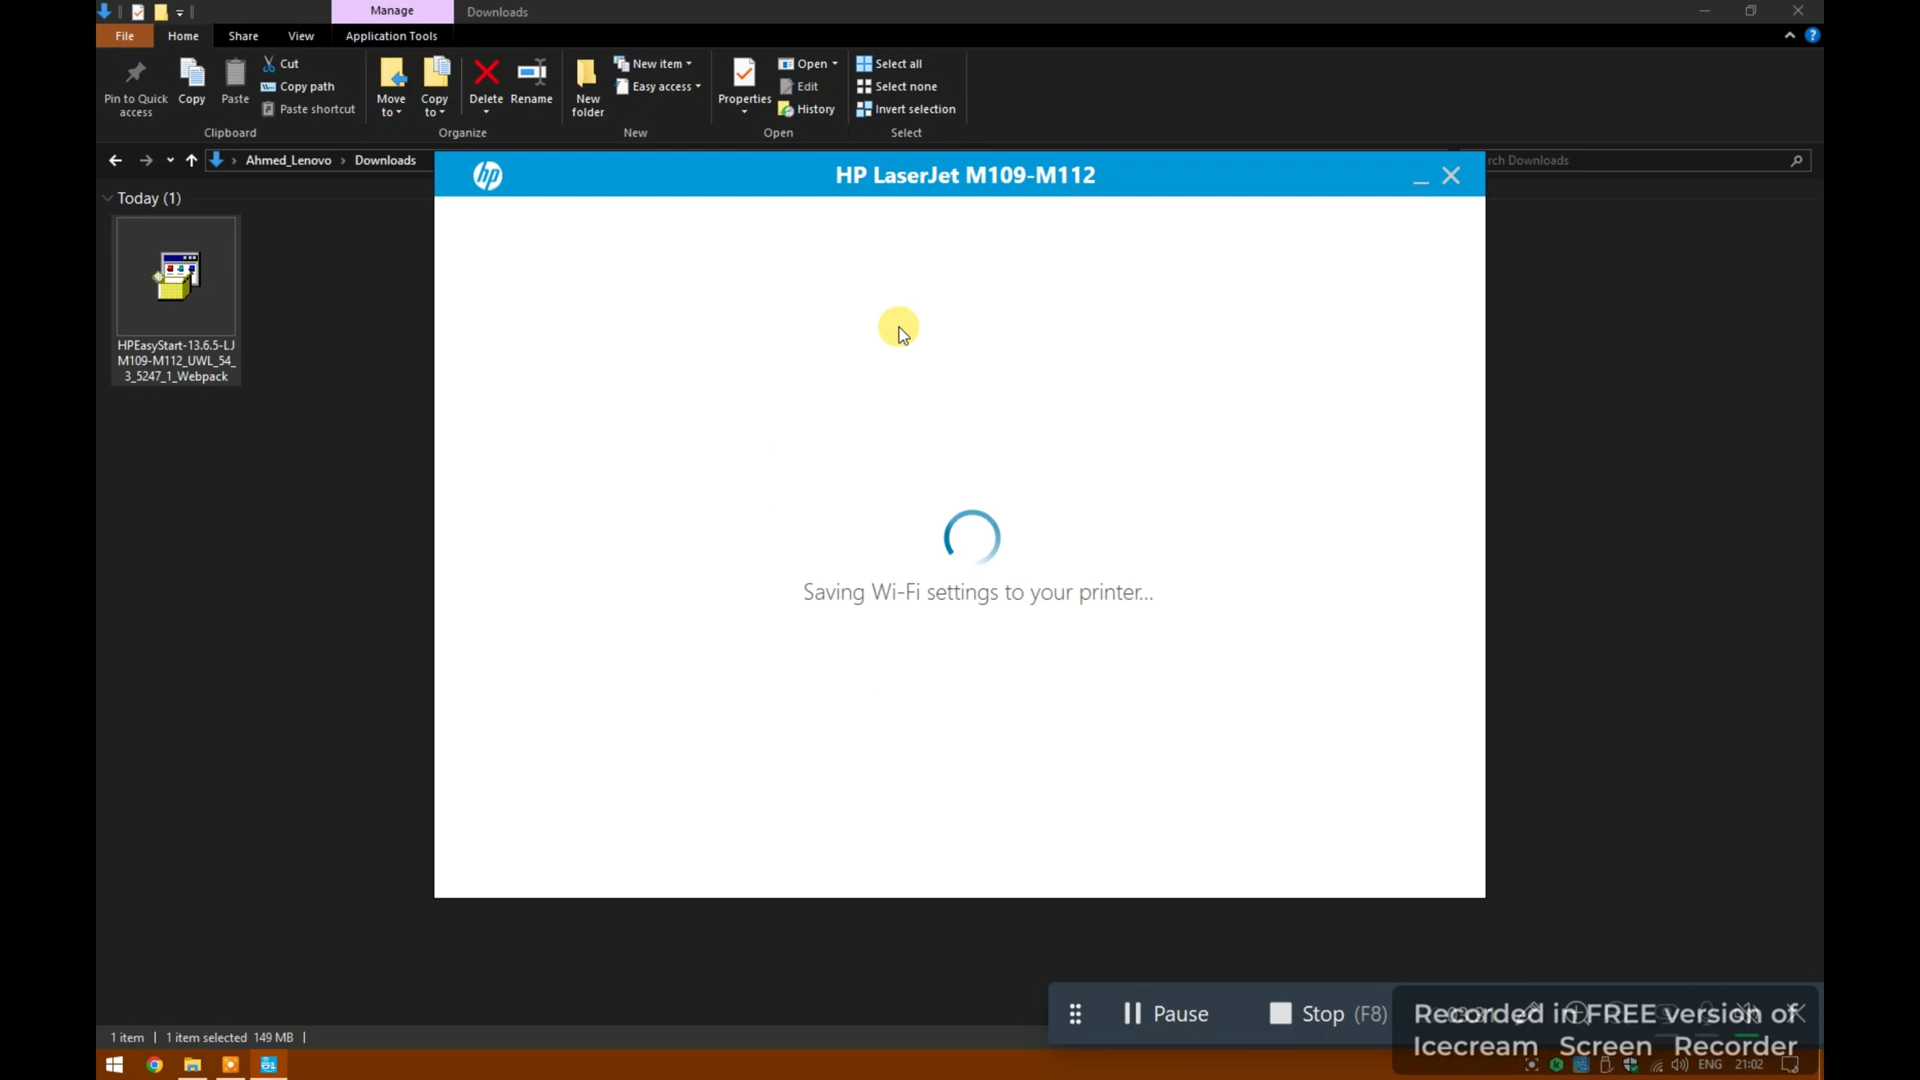 Manage
Downloads
File
Home
Share
View
Application Tools
Pin to Quick
access
Copy
Paste
Cut
Copy path
Paste shortcut
Clipboard
Move
to
Copy
to
Delete
Rename
Organize
New
folder
New item
Easy access
New
Properties
Open
Edit
History
Open
Select all
Select none
Invert selection
Select
Ahmed_Lenovo > Downloads
rch Downloads
Today (1)
HPEasyStart-13.6.5-LJ
M109-M112_UWL_54_
3_5247_1_Webpack
hp
HP LaserJet M109-M112
Saving Wi-Fi settings to your printer...
Pause
Stop (F8)
Recorded in FREE version of
Icecream Screen Recorder
1 item
1 item selected 149 MB
ENG
21:02